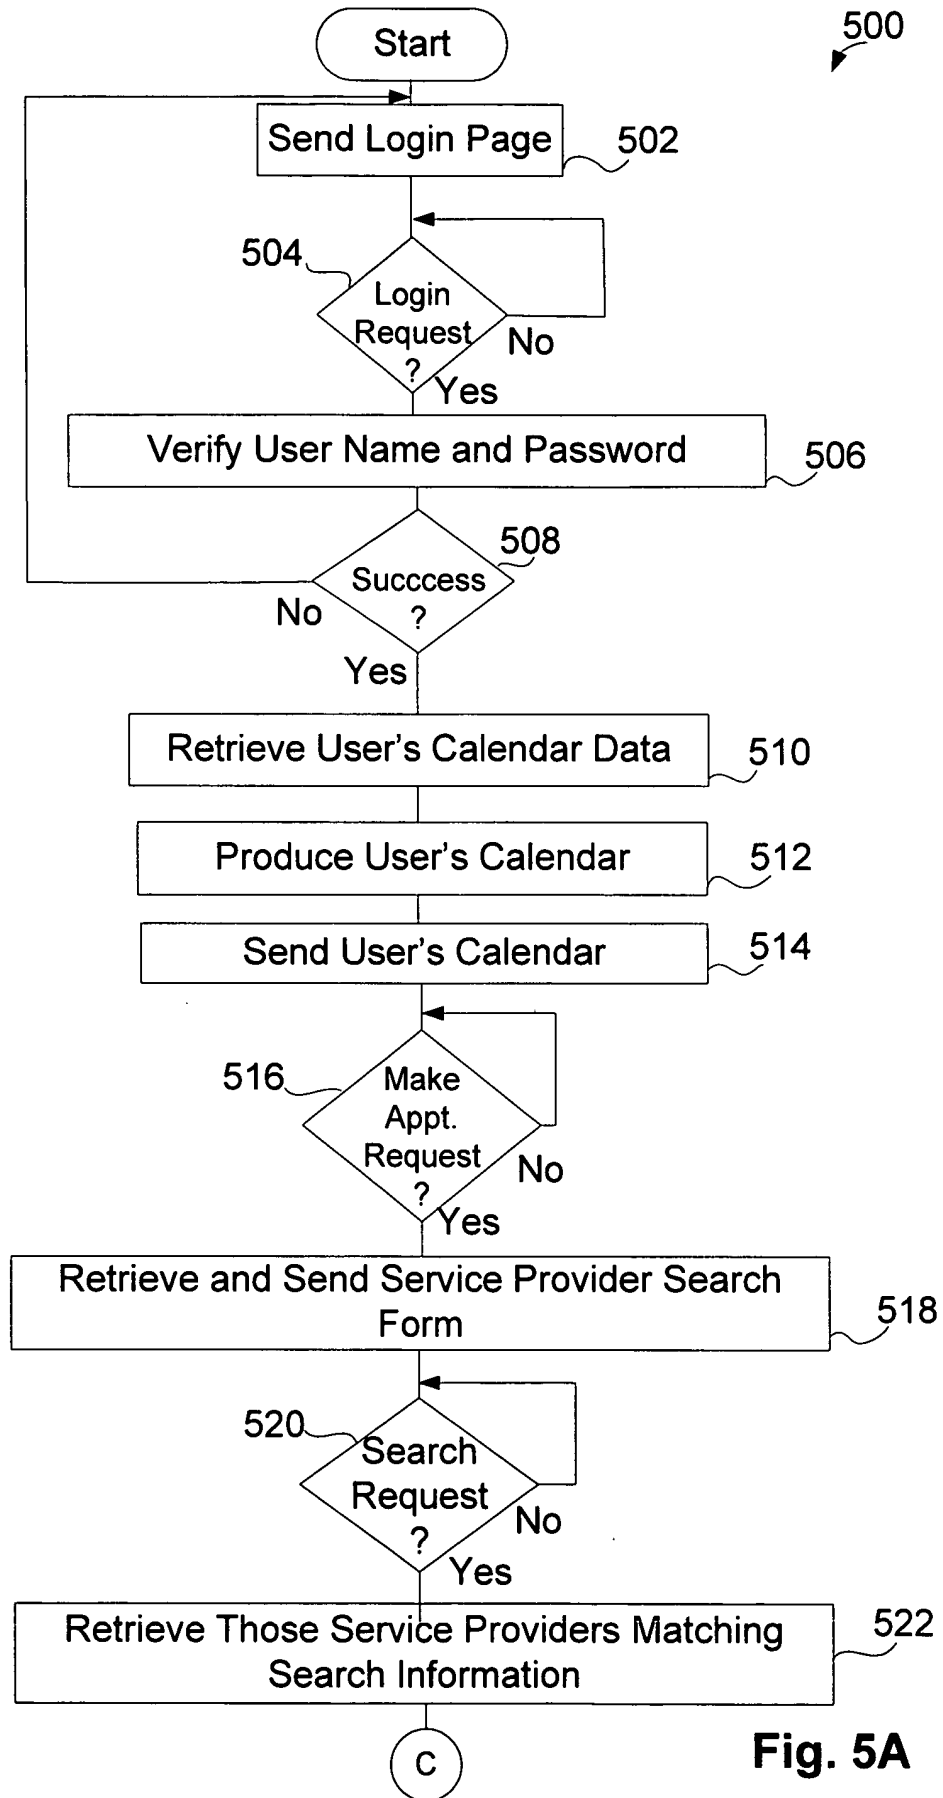 Start
500
Send Login Page
502
504
Login
Request
?
No
Yes
Verify User Name and Password
506
508
Succcess
?
No
Yes
Retrieve User's Calendar Data
510
Produce User's Calendar
512
Send User's Calendar
514
516
Make
Appt.
Request
?
No
Yes
Retrieve and Send Service Provider Search
Form
518
520
Search
Request
?
No
Yes
Retrieve Those Service Providers Matching
Search Information
522
C
Fig. 5A